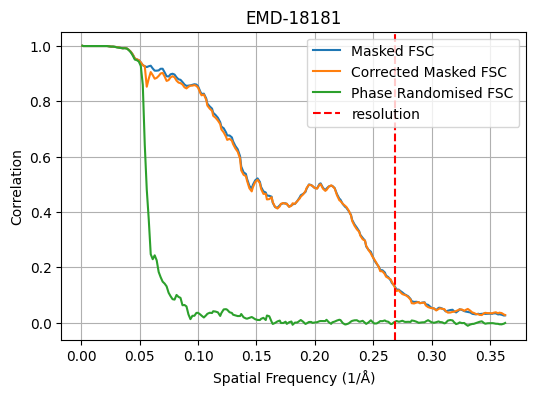 EMD-18181
Masked FSC
Corrected Masked FSC
Phase Randomised FSC
resolution
Correlation
1.0
0.8
0.6
0.4
0.2
0.0
0.00 0.05 0.10 0.15 0.20 0.25 0.30 0.35
Spatial Frequency (1/Å)